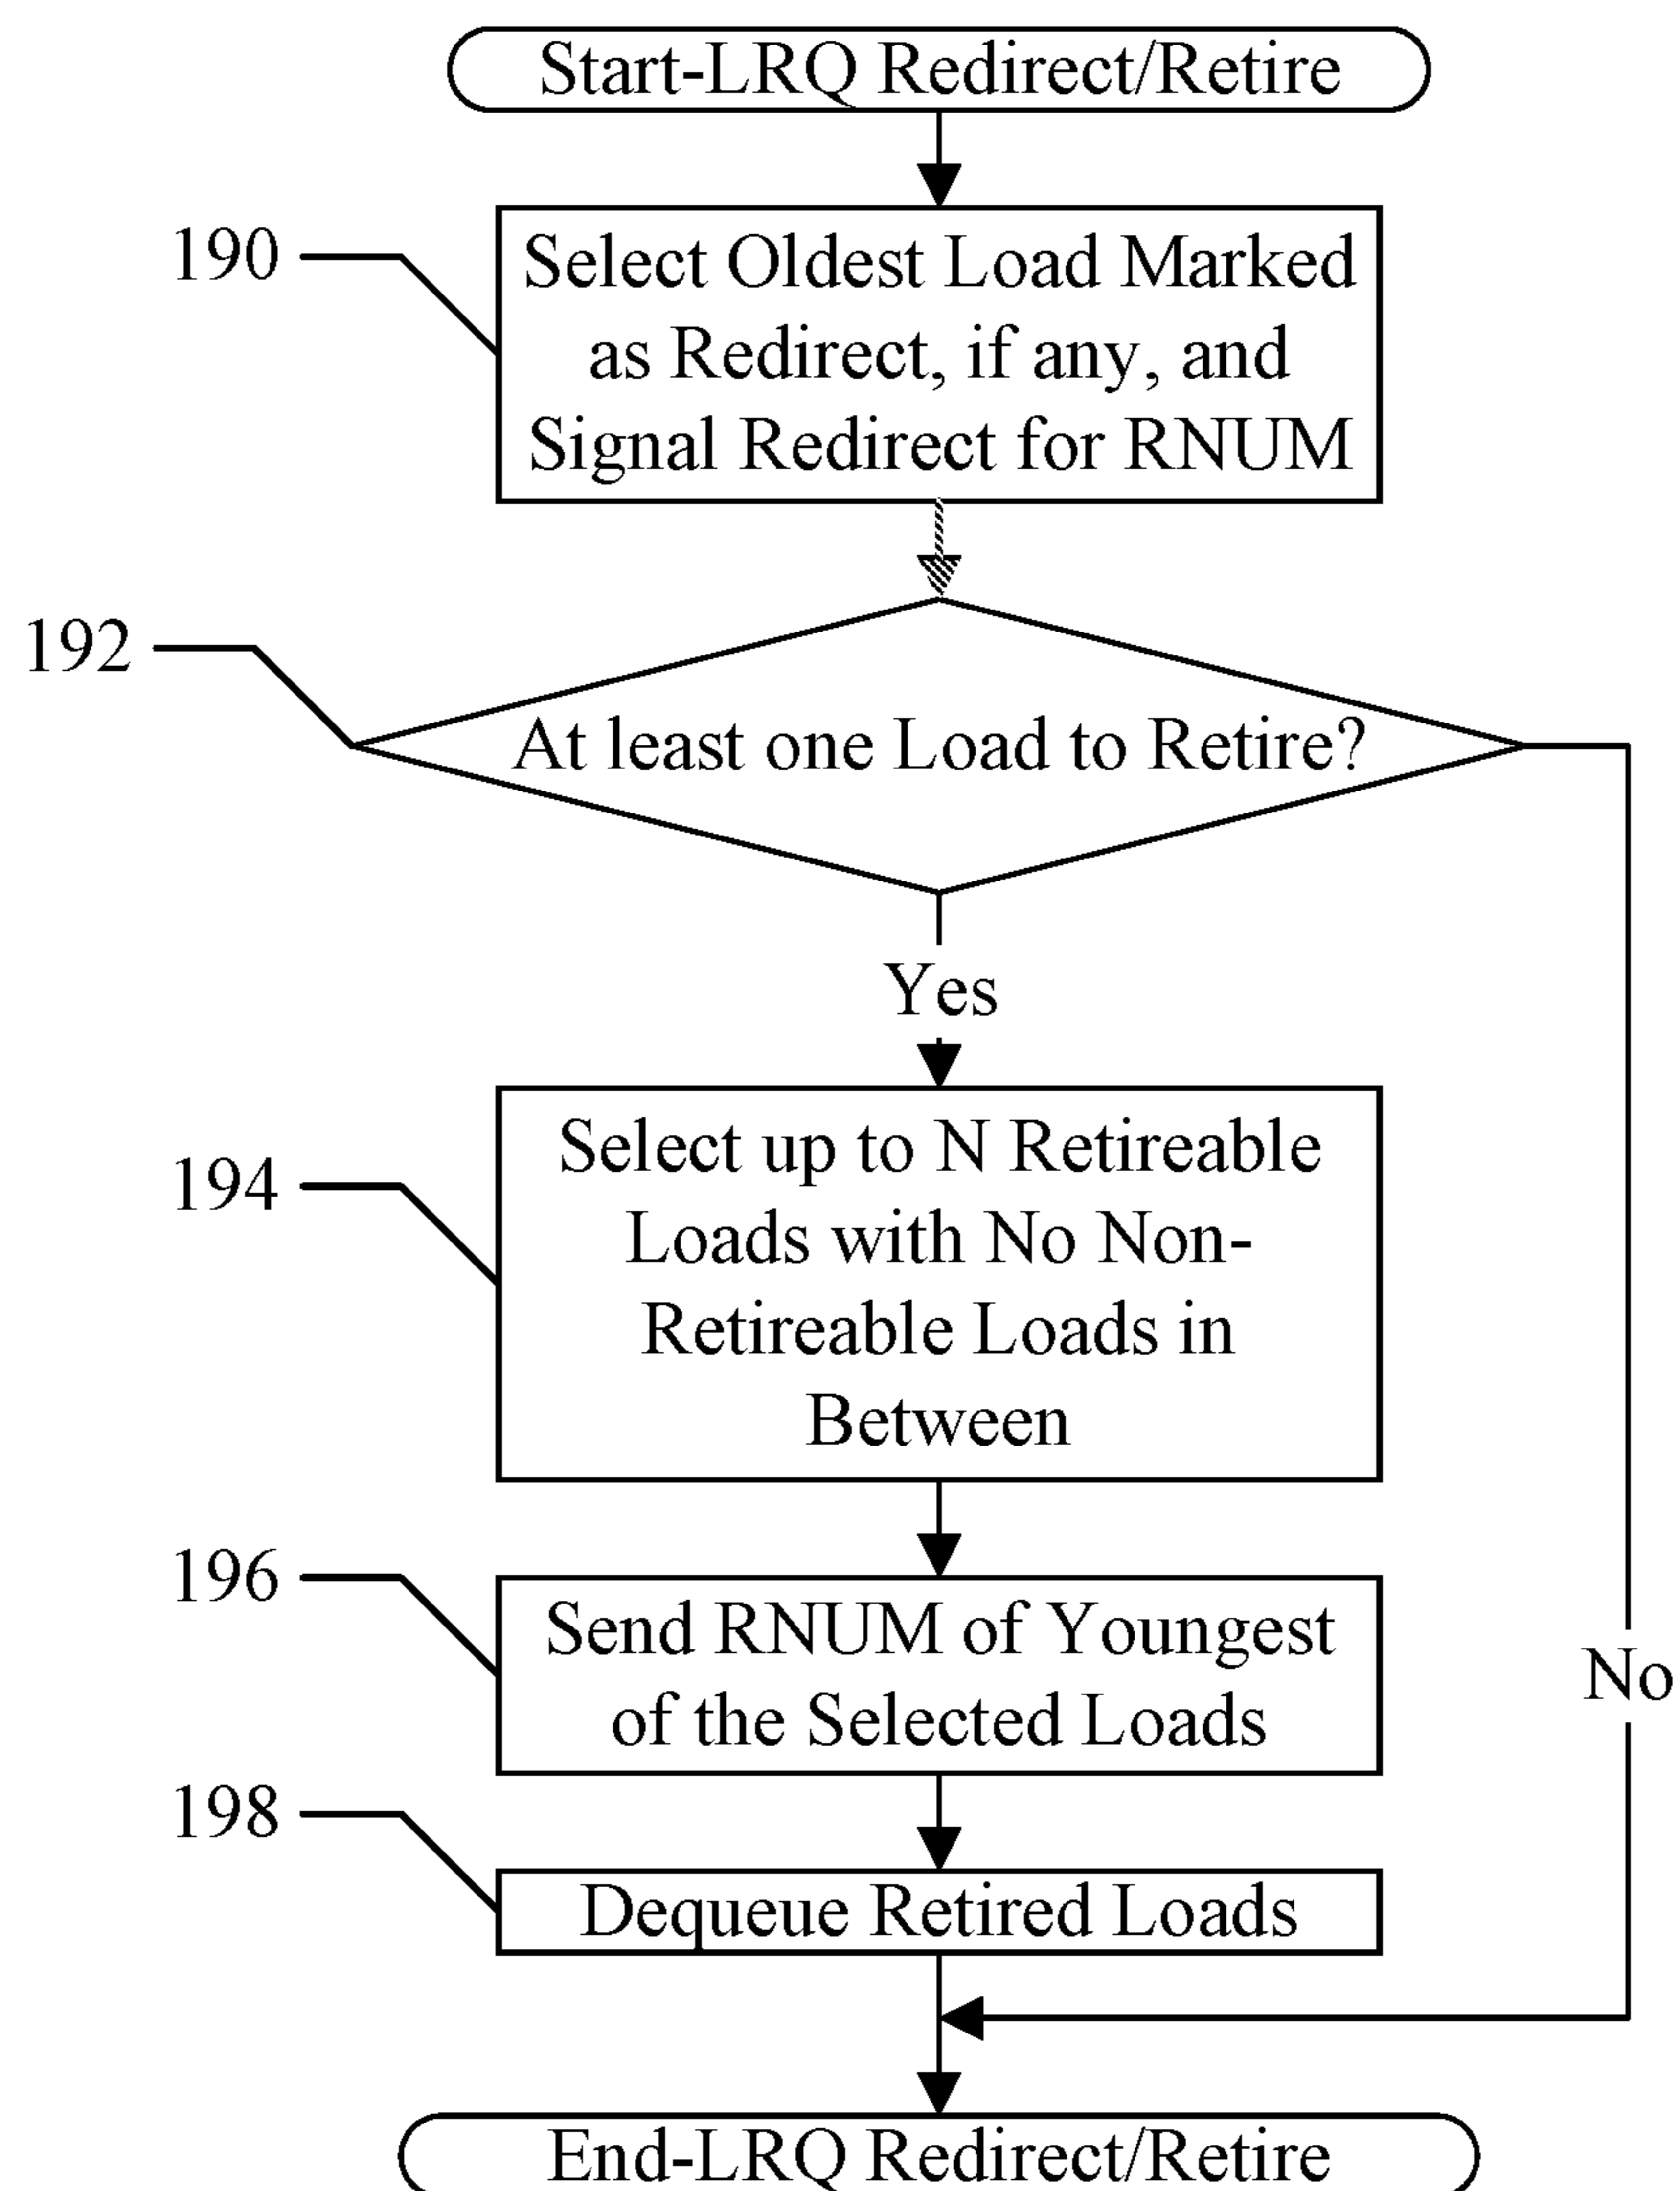 Start-LRQ Redirect/Retire
190
Select Oldest Load Marked
as Redirect, if any, and
Signal Redirect for RNUM
192
At least one Load to Retire?
Yes
194
Select up to N Retireable
Loads with No Non-
Retireable Loads in
Between
196
Send RNUM of Youngest
of the Selected Loads
No
198
Dequeue Retired Loads
End-LRQ Redirect/Retire